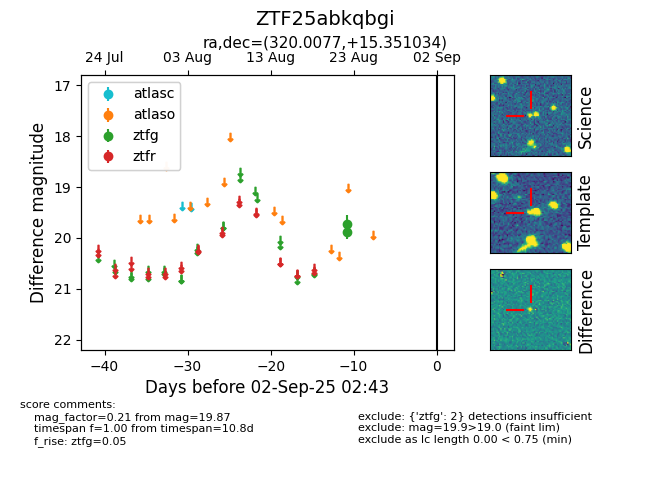 ZTF25abkqbgi
ra,dec=(320.0077,+15.351034)
24 Jul
03 Aug
13 Aug
23 Aug
02 Sep
17
18
19
20
21
22
Difference magnitude
atlasc
atlaso
ztfg
ztfr
−40
−30
−20
−10
0
Days before 02-Sep-25 02:43
Science
Template
Difference
score comments:
mag_factor=0.21 from mag=19.87
timespan f=1.00 from timespan=10.8d
f_rise: ztfg=0.05
exclude: {'ztfg': 2} detections insufficient
exclude: mag=19.9>19.0 (faint lim)
exclude as lc length 0.00 < 0.75 (min)